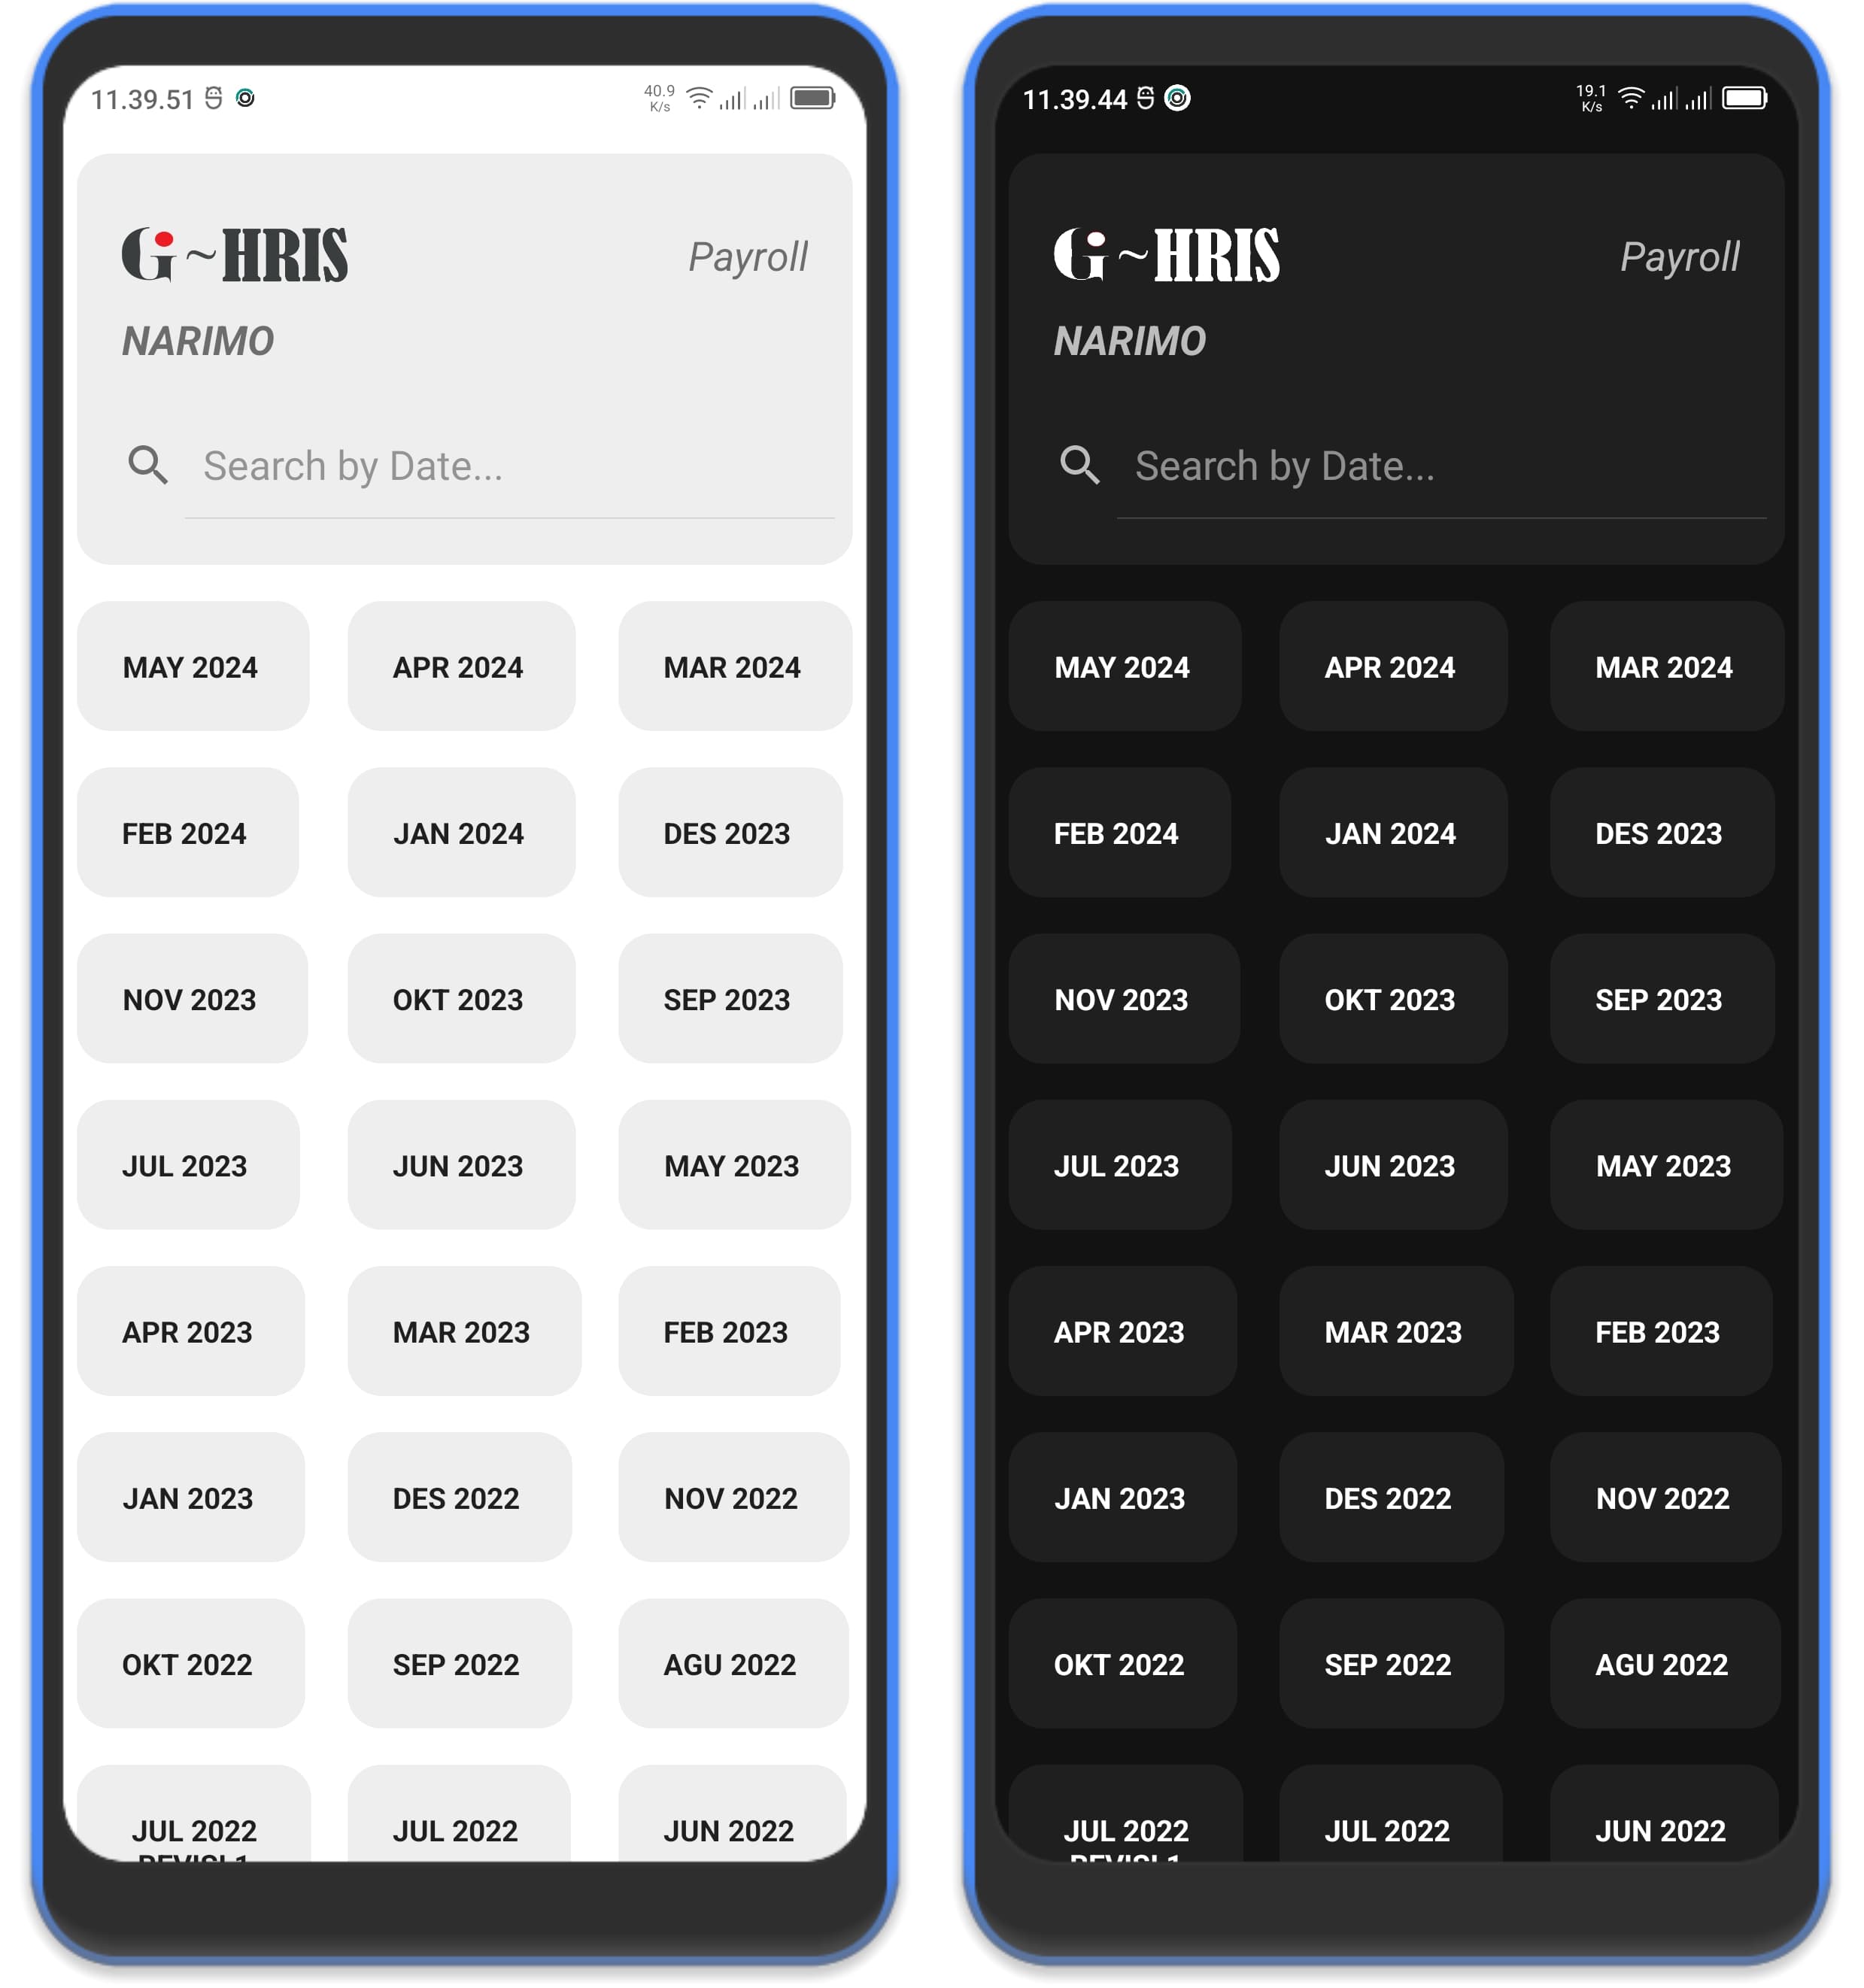 11.39.51
40.9
K/s
Gi~HRIS
Payroll
NARIMO
Search by Date...
MAY 2024 APR 2024 MAR 2024
FEB 2024 JAN 2024 DES 2023
NOV 2023 OKT 2023 SEP 2023
JUL 2023 JUN 2023 MAY 2023
APR 2023 MAR 2023 FEB 2023
JAN 2023 DES 2022 NOV 2022
OKT 2022 SEP 2022 AGU 2022
JUL 2022 JUL 2022 JUN 2022
REVISI 1
11.39.44
19.1
K/s
Gi~HRIS
Payroll
NARIMO
Search by Date...
MAY 2024 APR 2024 MAR 2024
FEB 2024 JAN 2024 DES 2023
NOV 2023 OKT 2023 SEP 2023
JUL 2023 JUN 2023 MAY 2023
APR 2023 MAR 2023 FEB 2023
JAN 2023 DES 2022 NOV 2022
OKT 2022 SEP 2022 AGU 2022
JUL 2022 JUL 2022 JUN 2022
REVISI 1